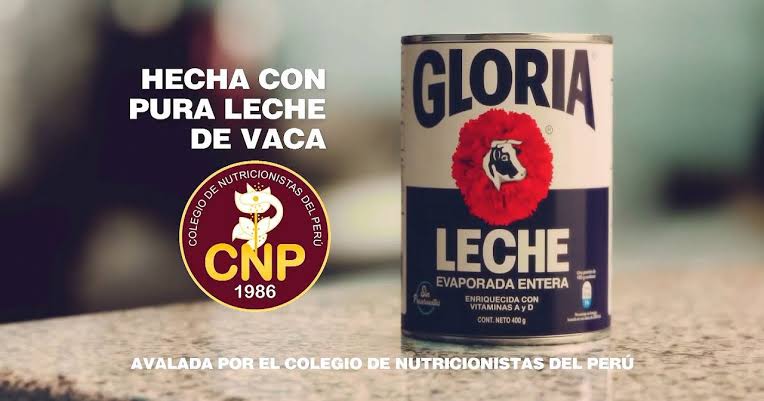 HECHA CON
PURA LECHE
DE VACA
COLEGIO DE NUTRICIONISTAS DEL PERÚ
CNP
1986
GLORIA
®
LECHE
EVAPORADA ENTERA
ENRIQUECIDA CON
VITAMINAS A y D
CONT. NETO 400 g
Sin
AVALADA POR EL COLEGIO DE NUTRICIONISTAS DEL PERÚ